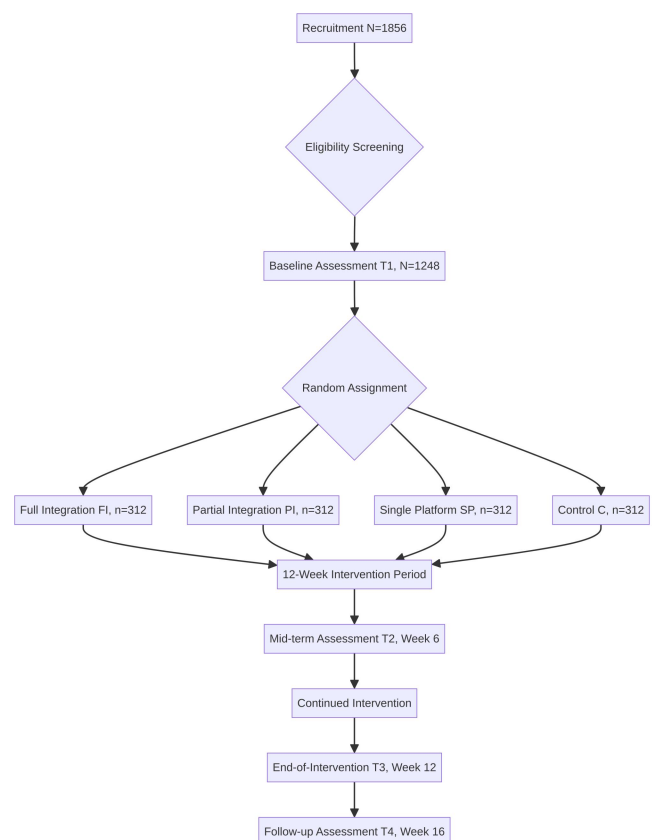 Recruitment N=1856
Eligibility Screening
Baseline Assessment T1, N=1248
Random Assignment
Full Integration FI, n=312
Partial Integration PI, n=312
Single Platform SP, n=312
Control C, n=312
12-Week Intervention Period
Mid-term Assessment T2, Week 6
Continued Intervention
End-of-Intervention T3, Week 12
Follow-up Assessment T4, Week 16